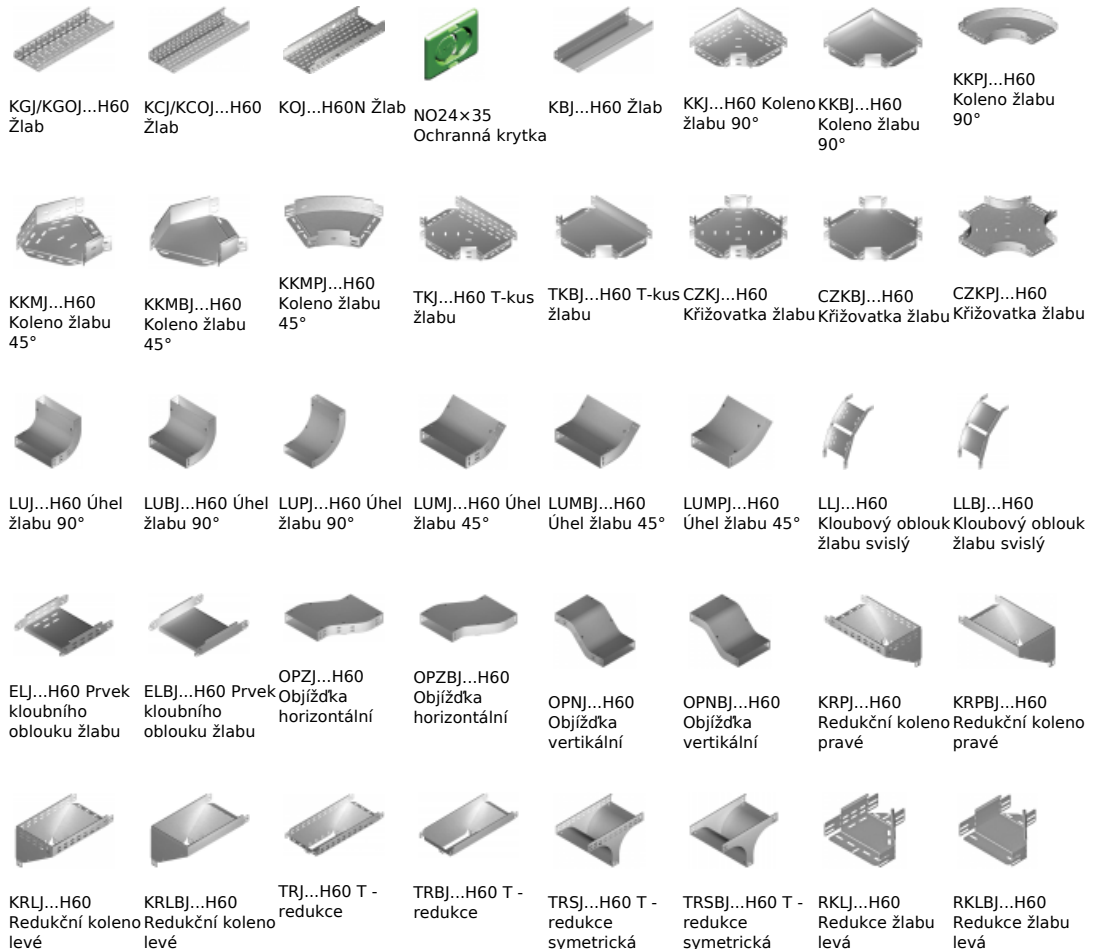 KGJ/KGOJ...H60
Žlab
KCJ/KCOJ...H60
Žlab
KOJ...H60N Žlab
NO24×35
Ochranná krytka
KBJ...H60 Žlab
KKJ...H60 Koleno
žlabu 90°
KKBJ...H60
Koleno žlabu
90°
KKPJ...H60
Koleno žlabu
90°
KKMJ...H60
Koleno žlabu
45°
KKMBJ...H60
Koleno žlabu
45°
KKMPJ...H60
Koleno žlabu
45°
TKJ...H60 T-kus
žlabu
TKBJ...H60 T-kus
žlabu
CZKJ...H60
Křižovatka žlabu
CZKBJ...H60
Křižovatka žlabu
CZKPJ...H60
Křižovatka žlabu
LUJ...H60 Úhel
žlabu 90°
LUBJ...H60 Úhel
žlabu 90°
LUPJ...H60 Úhel
žlabu 90°
LUMJ...H60 Úhel
žlabu 45°
LUMBJ...H60
Úhel žlabu 45°
LUMPJ...H60
Úhel žlabu 45°
LLJ...H60
Kloubový oblouk
žlabu svislý
LLBJ...H60
Kloubový oblouk
žlabu svislý
ELJ...H60 Prvek
kloubního
oblouku žlabu
ELBJ...H60 Prvek
kloubního
oblouku žlabu
OPZJ...H60
Objížďka
horizontální
OPZBJ...H60
Objížďka
horizontální
OPNJ...H60
Objížďka
vertikální
OPNBJ...H60
Objížďka
vertikální
KRPJ...H60
Redukční koleno
pravé
KRPBJ...H60
Redukční koleno
pravé
KRLJ...H60
Redukční koleno
levé
KRLBJ...H60
Redukční koleno
levé
TRJ...H60 T -
redukce
TRBJ...H60 T -
redukce
TRSJ...H60 T -
redukce
symetrická
TRSBJ...H60 T -
redukce
symetrická
RKLJ...H60
Redukce žlabu
levá
RKLBJ...H60
Redukce žlabu
levá